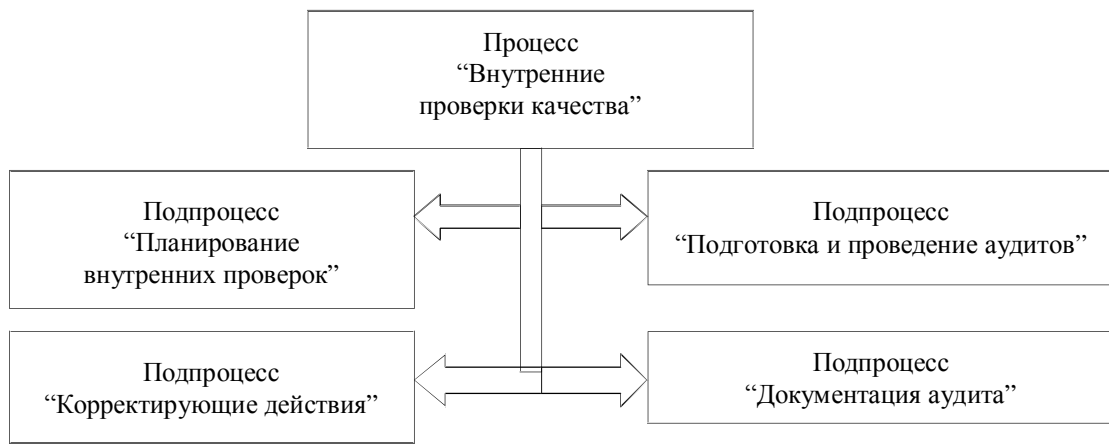 Процесс
“Внутренние
проверки качества”
Подпроцесс
“Планирование
внутренних проверок”
Подпроцесс
“Подготовка и проведение аудитов”
Подпроцесс
“Корректирующие действия”
Подпроцесс
“Документация аудита”